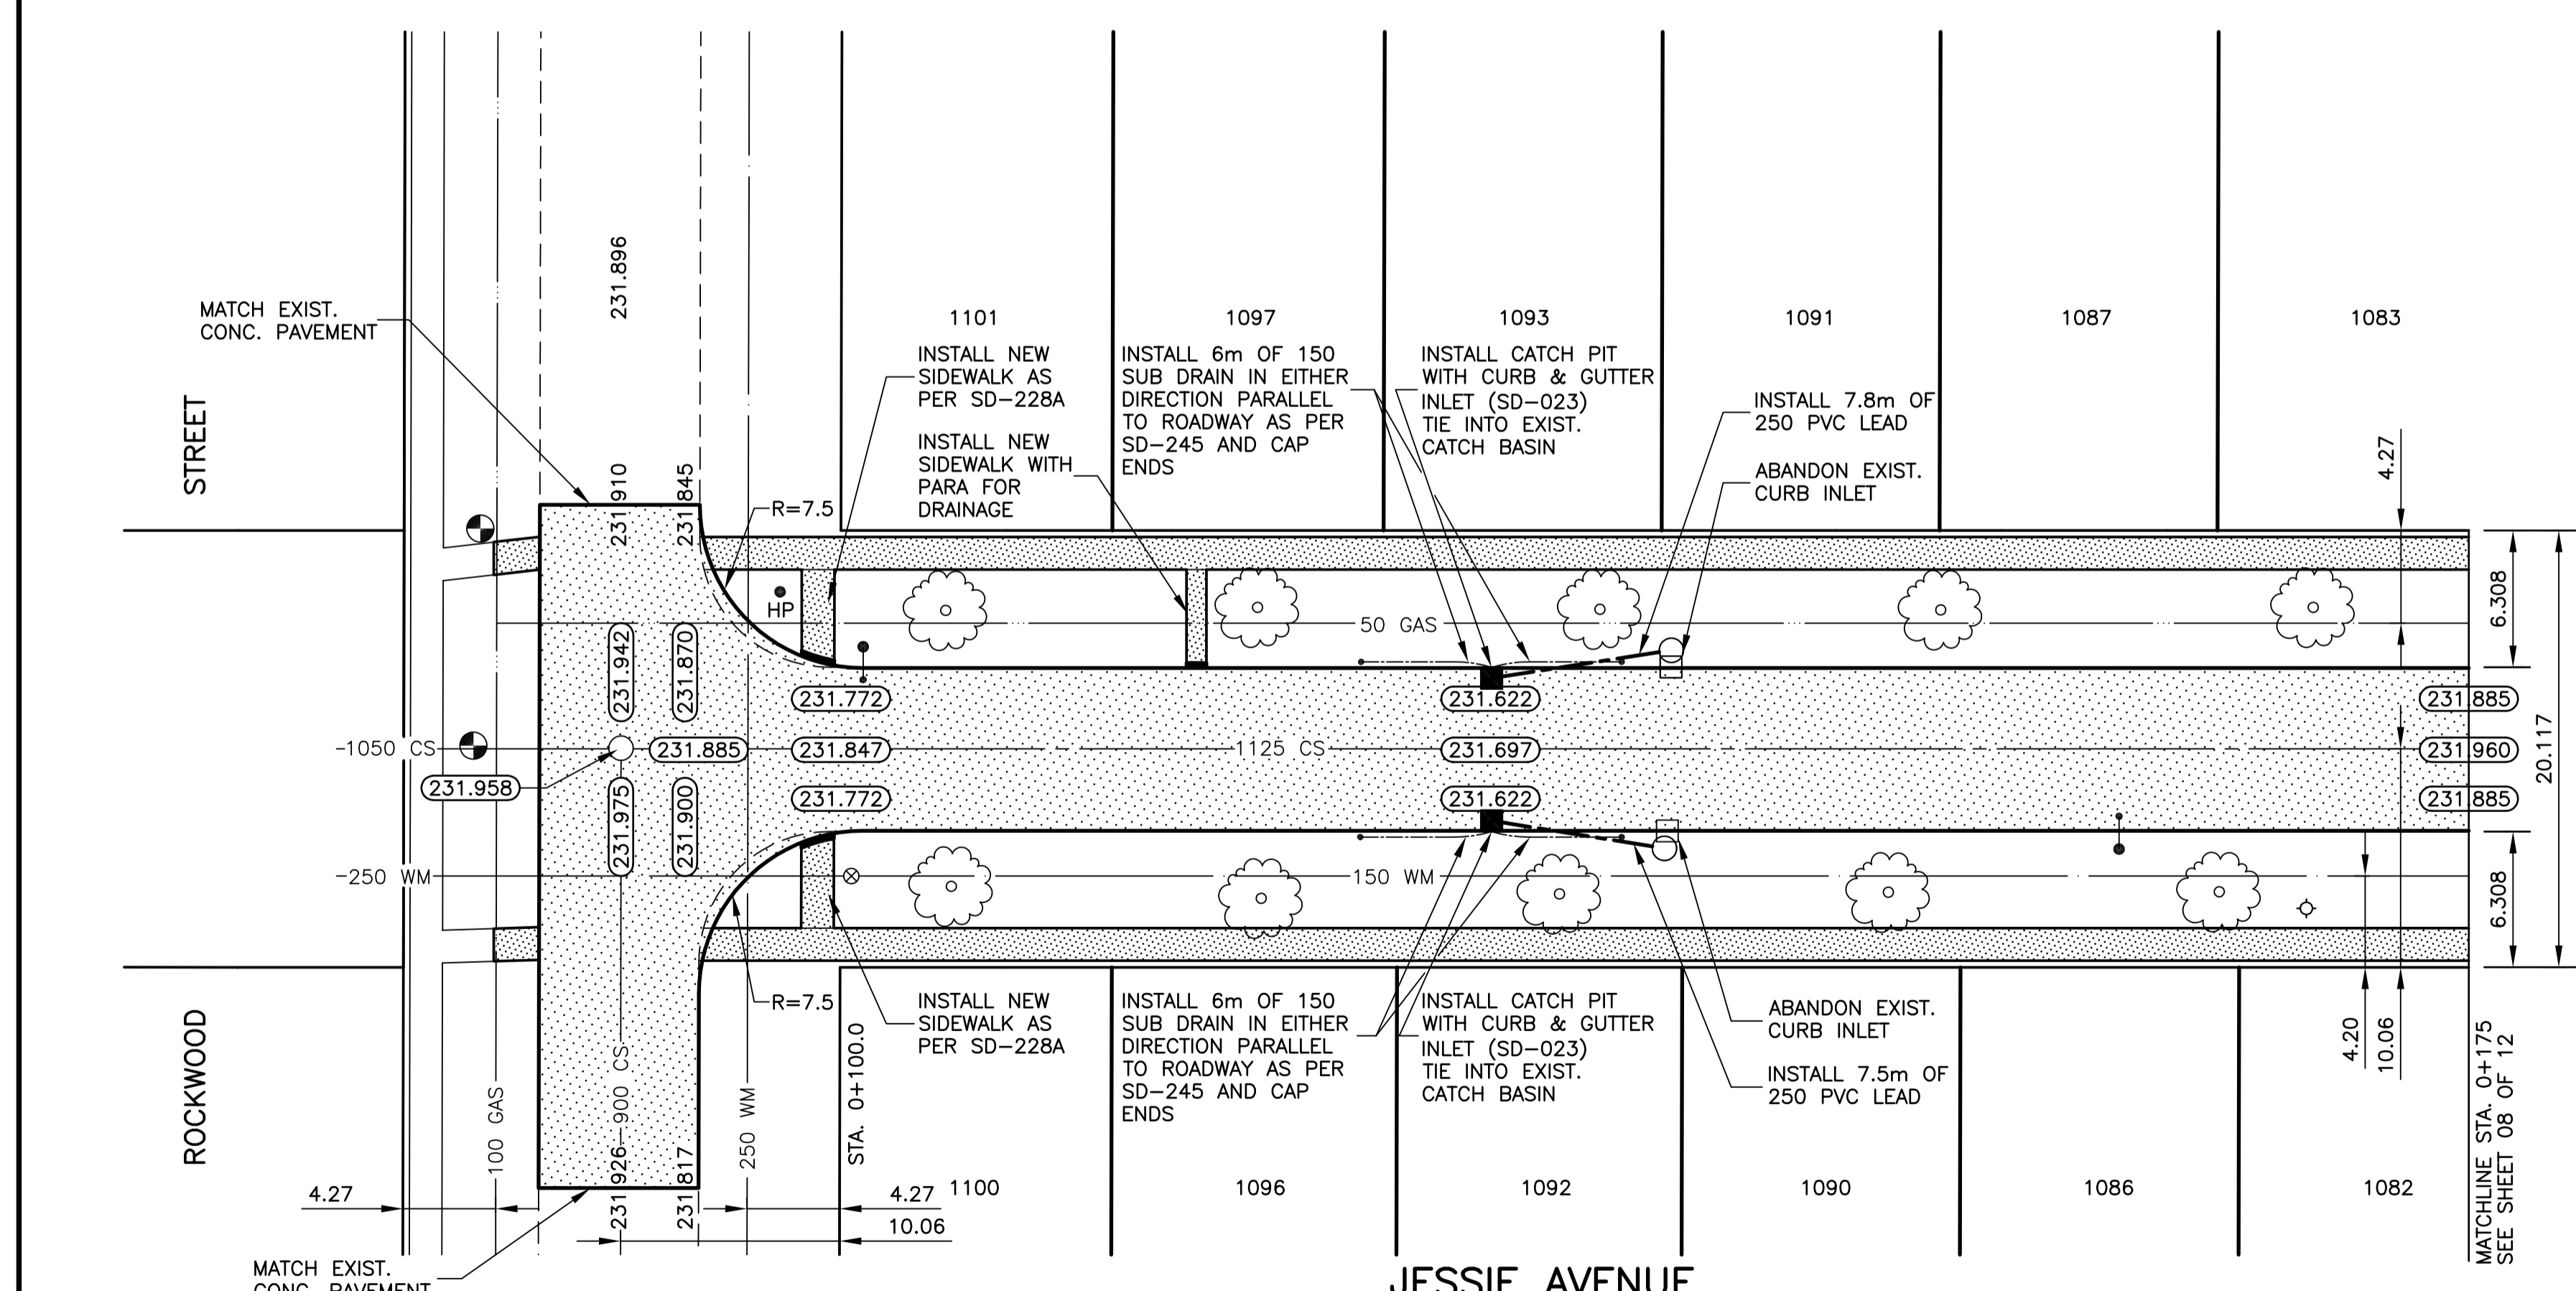 MATCH EXIST.
CONC. PAVEMENT
STREET
231.896
231.910
231.845
R=7.5
HP
1101
INSTALL NEW
SIDEWALK AS
PER SD-228A
INSTALL NEW
SIDEWALK WITH
PARA FOR
DRAINAGE
1097
INSTALL 6m OF 150
SUB DRAIN IN EITHER
DIRECTION PARALLEL
TO ROADWAY AS PER
SD-245 AND CAP
ENDS
1093
INSTALL CATCH PIT
WITH CURB & GUTTER
INLET (SD-023)
TIE INTO EXIST.
CATCH BASIN
1091
INSTALL 7.8m OF
250 PVC LEAD
ABANDON EXIST.
CURB INLET
1087
1083
4.27
6.308
20.117
50 GAS
231.942
231.870
231.772
231.622
231.885
-1050 CS
231.885
231.847
1125 CS
231.697
231.960
231.958
231.975
231.900
231.772
231.622
231.885
-250 WM
150 WM
6.308
ROCKWOOD
100 GAS
900 CS
231.926
231.817
250 WM
R=7.5
STA. 0+100.0
INSTALL NEW
SIDEWALK AS
PER SD-228A
INSTALL 6m OF 150
SUB DRAIN IN EITHER
DIRECTION PARALLEL
TO ROADWAY AS PER
SD-245 AND CAP
ENDS
INSTALL CATCH PIT
WITH CURB & GUTTER
INLET (SD-023)
TIE INTO EXIST.
CATCH BASIN
ABANDON EXIST.
CURB INLET
INSTALL 7.5m OF
250 PVC LEAD
4.20
10.06
MATCHLINE STA. 0+175
SEE SHEET 08 OF 12
4.27
4.27
10.06
1100
1096
1092
1090
1086
1082
MATCH EXIST.
CONC. PAVEMENT
JESSIE AVENUE